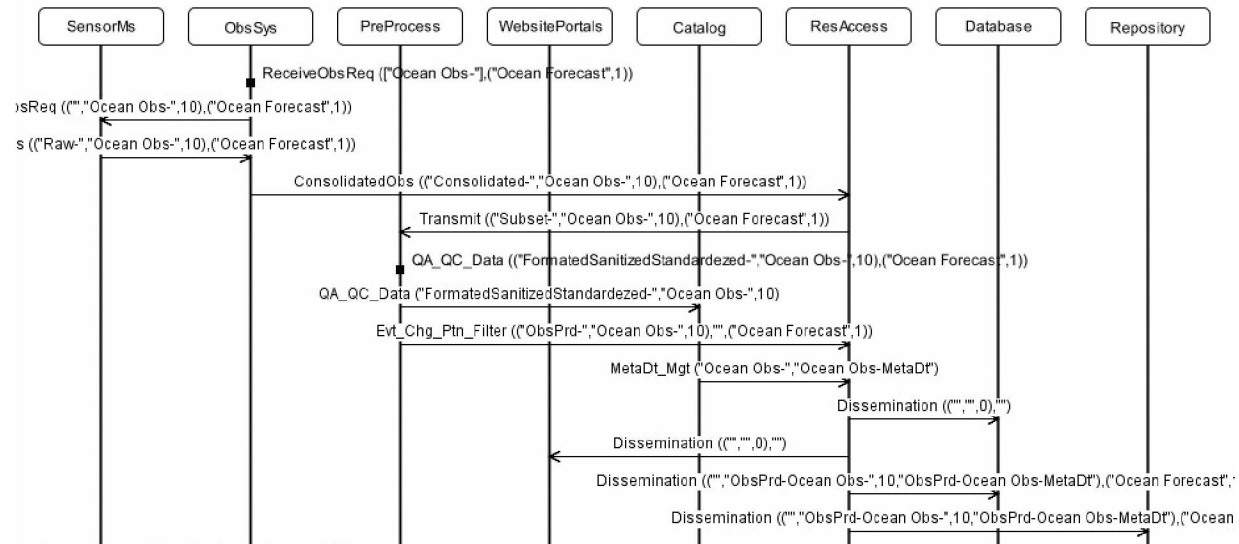 SensorMs
ObsSys
PreProcess
WebsitePortals
Catalog
ResAccess
Database
Repository
ReceiveObsReq (["Ocean Obs-"],("Ocean Forecast",1))
sReq (("","Ocean Obs-",10),("Ocean Forecast",1))
s (("Raw-","Ocean Obs-",10),("Ocean Forecast",1))
ConsolidatedObs (("Consolidated-","Ocean Obs-",10),("Ocean Forecast",1))
Transmit (("Subset-","Ocean Obs-",10),("Ocean Forecast",1))
QA_QC_Data (("FormatedSanitizedStandardezed-","Ocean Obs-",10),("Ocean Forecast",1))
QA_QC_Data ("FormatedSanitizedStandardezed-","Ocean Obs-",10)
Evt_Chg_Ptn_Filter (("ObsPrd-","Ocean Obs-",10),"",("Ocean Forecast",1))
MetaDt_Mgt ("Ocean Obs-","Ocean Obs-MetaDt")
Dissemination (("","",0),"")
Dissemination (("","",0),"")
Dissemination (("","ObsPrd-Ocean Obs-",10,"ObsPrd-Ocean Obs-MetaDt"),("Ocean Forecast",
Dissemination (("","ObsPrd-Ocean Obs-",10,"ObsPrd-Ocean Obs-MetaDt"),("Ocean